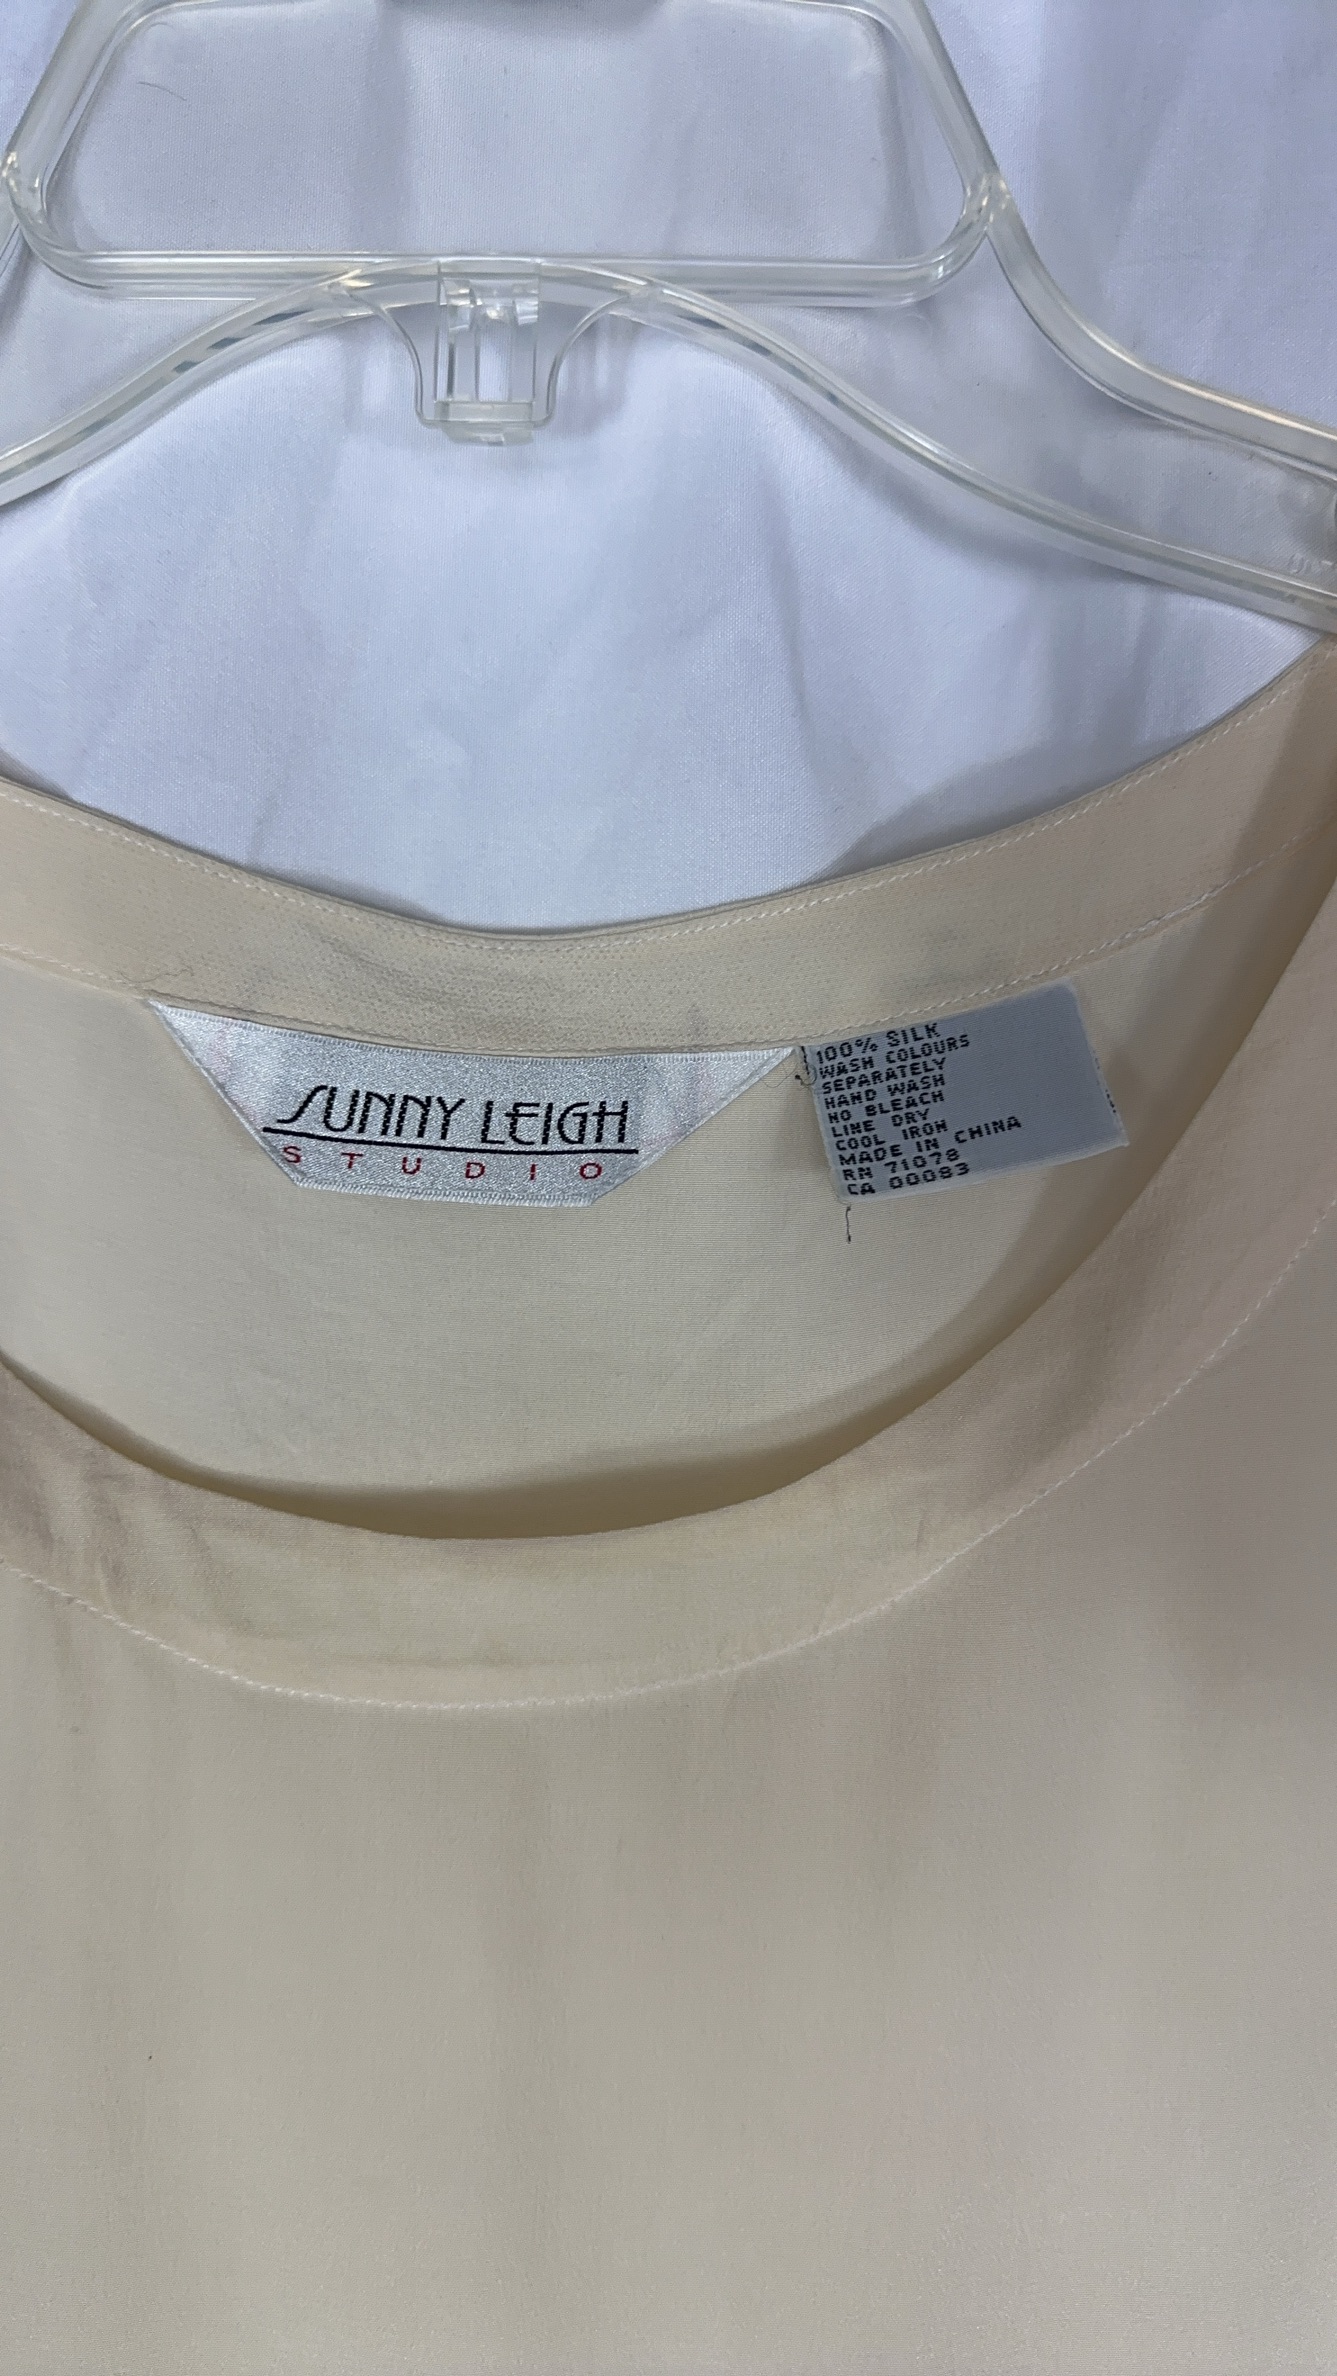 SUNNY LEIGH
STUDIO
100% SILK
WASH COLOURS
SEPARATELY
HAND WASH
NO BLEACH
LINE DRY
COOL IRON
MADE IN CHINA
RN 71078
CA 00083